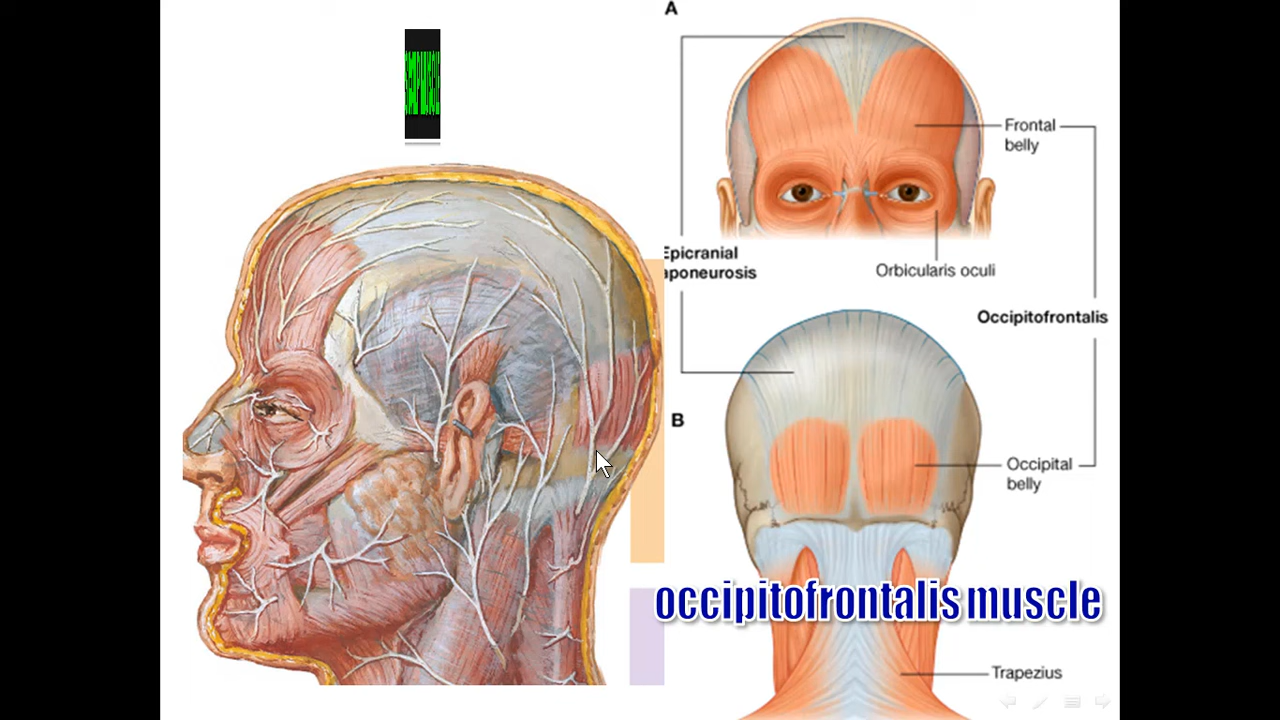 A
Frontal
belly
Epicranial
aponeurosis
Orbicularis oculi
Occipitofrontalis
B
Occipital
belly
occipitofrontalis muscle
Trapezius